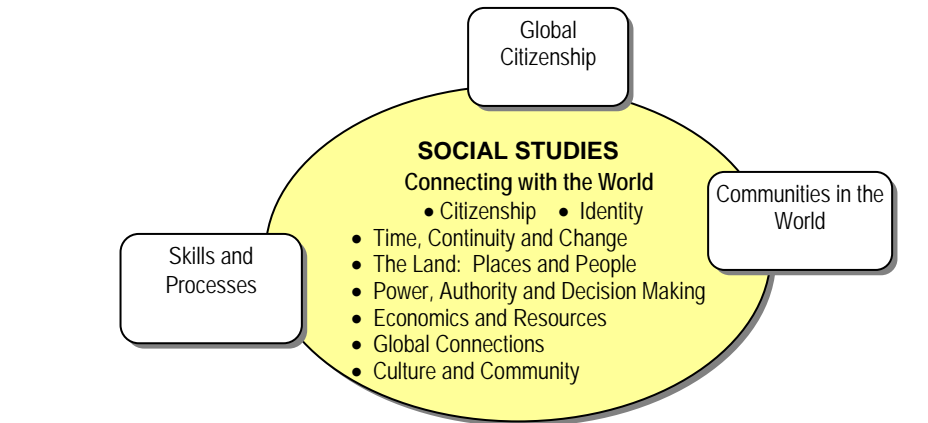 Global
Citizenship
SOCIAL STUDIES
Connecting with the World
• Citizenship • Identity
• Time, Continuity and Change
• The Land: Places and People
• Power, Authority and Decision Making
• Economics and Resources
• Global Connections
• Culture and Community
Communities in the
World
Skills and
Processes